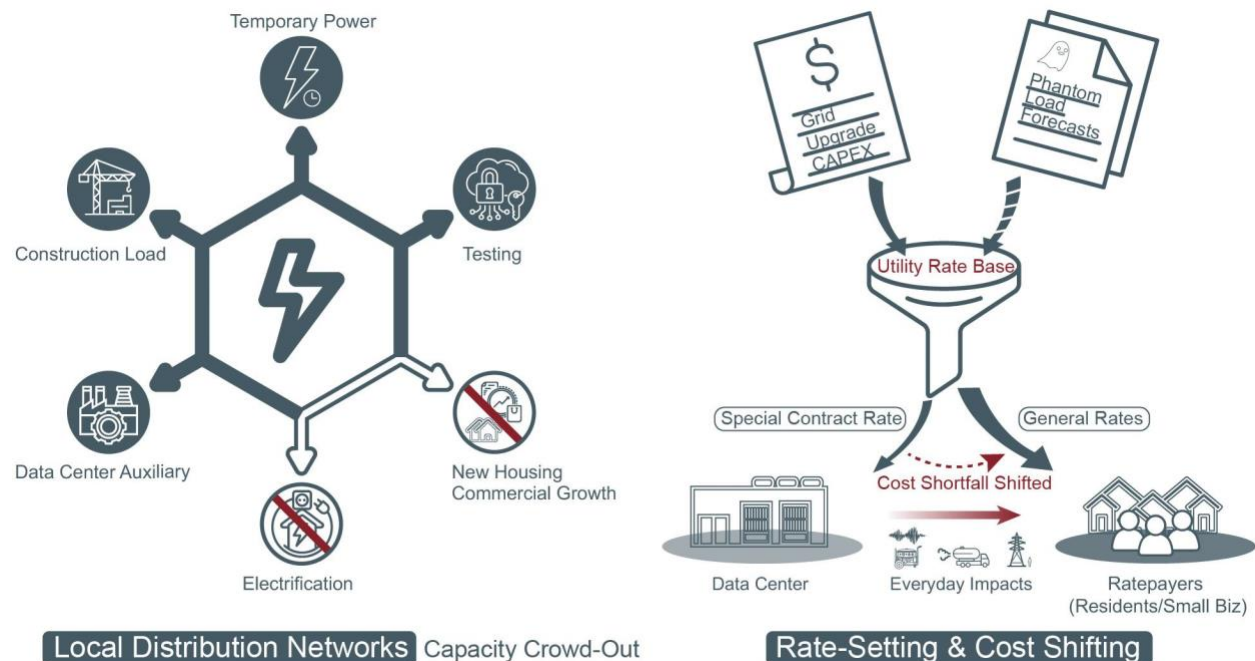 Temporary Power
Construction Load
Testing
Data Center Auxiliary
New Housing
Commercial Growth
Electrification
Local Distribution Networks Capacity Crowd-Out
$
Grid
Upgrade
CAPEX
Phantom
Load
Forecasts
Utility Rate Base
Special Contract Rate
General Rates
Cost Shortfall Shifted
Data Center
Everyday Impacts
Ratepayers
(Residents/Small Biz)
Rate-Setting & Cost Shifting